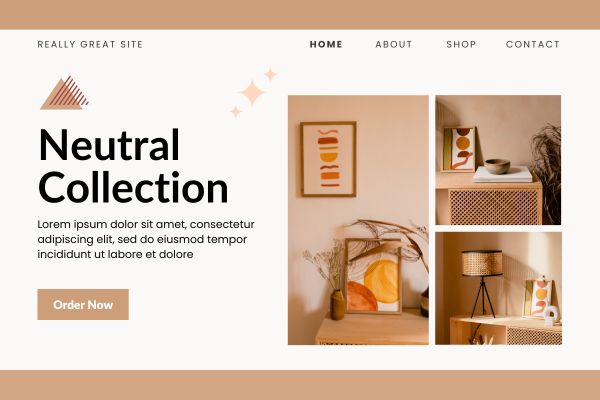 REALLY GREAT SITE
HOME ABOUT SHOP CONTACT
Neutral
Collection
Lorem ipsum dolor sit amet, consectetur
adipiscing elit, sed do eiusmod tempor
incididunt ut labore et dolore
Order Now